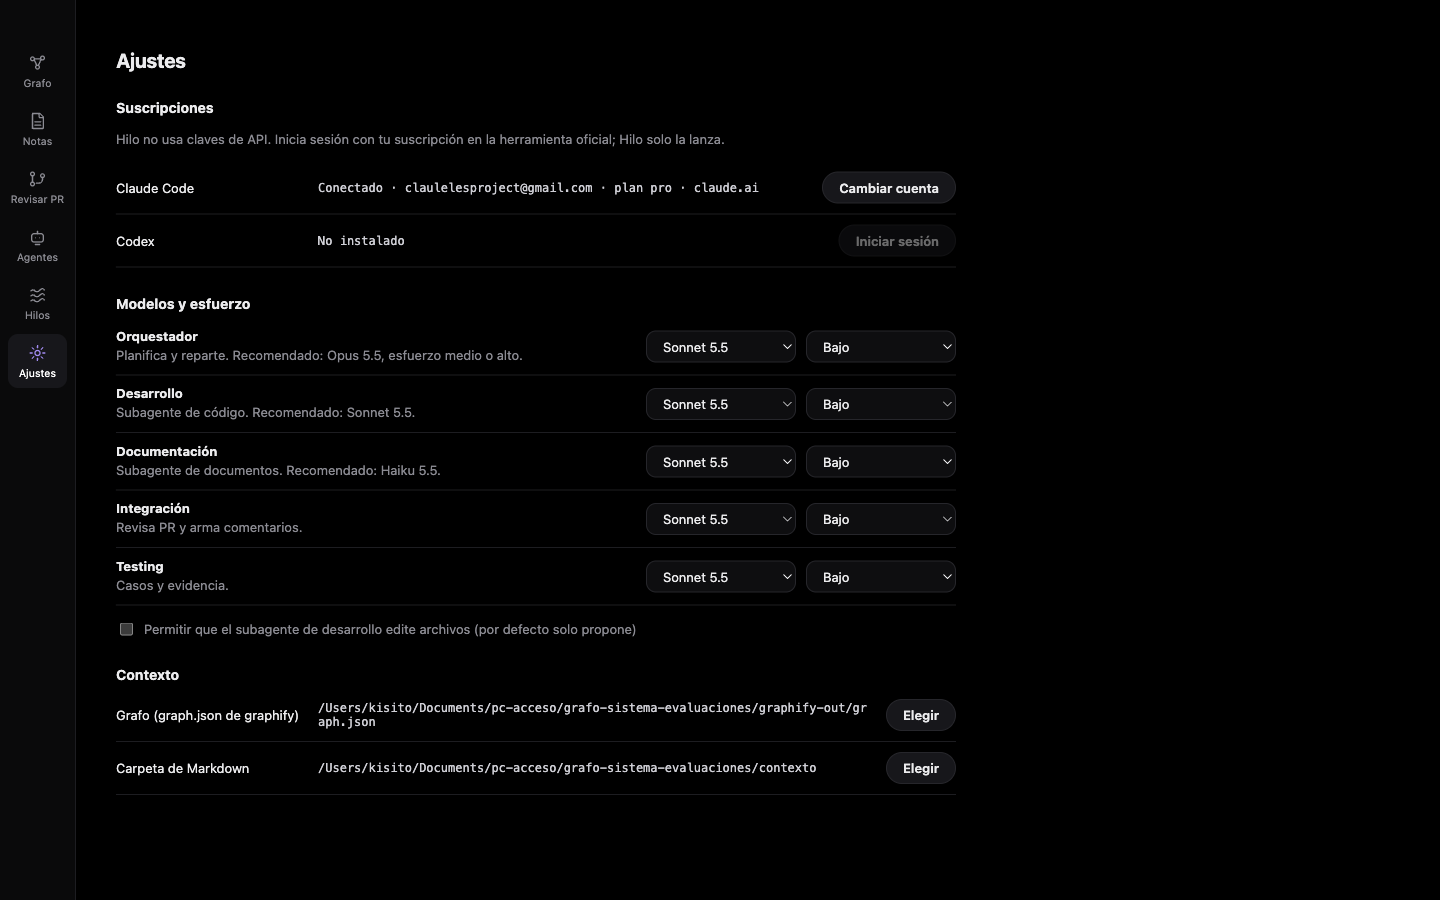 Grafo
Notas
Revisar PR
Agentes
Hilos
Ajustes
Ajustes
Suscripciones
Hilo no usa claves de API. Inicia sesión con tu suscripción en la herramienta oficial; Hilo solo la lanza.
Claude Code Conectado · claulelesproject@gmail.com · plan pro · claude.ai Cambiar cuenta
Codex No instalado Iniciar sesión
Modelos y esfuerzo
Orquestador
Planifica y reparte. Recomendado: Opus 5.5, esfuerzo medio o alto.
Sonnet 5.5 Bajo
Desarrollo
Subagente de código. Recomendado: Sonnet 5.5.
Sonnet 5.5 Bajo
Documentación
Subagente de documentos. Recomendado: Haiku 5.5.
Sonnet 5.5 Bajo
Integración
Revisa PR y arma comentarios.
Sonnet 5.5 Bajo
Testing
Casos y evidencia.
Sonnet 5.5 Bajo
Permitir que el subagente de desarrollo edite archivos (por defecto solo propone)
Contexto
Grafo (graph.json de graphify)
/Users/kisito/Documents/pc-acceso/grafo-sistema-evaluaciones/graphify-out/gr
aph.json
Elegir
Carpeta de Markdown /Users/kisito/Documents/pc-acceso/grafo-sistema-evaluaciones/contexto Elegir